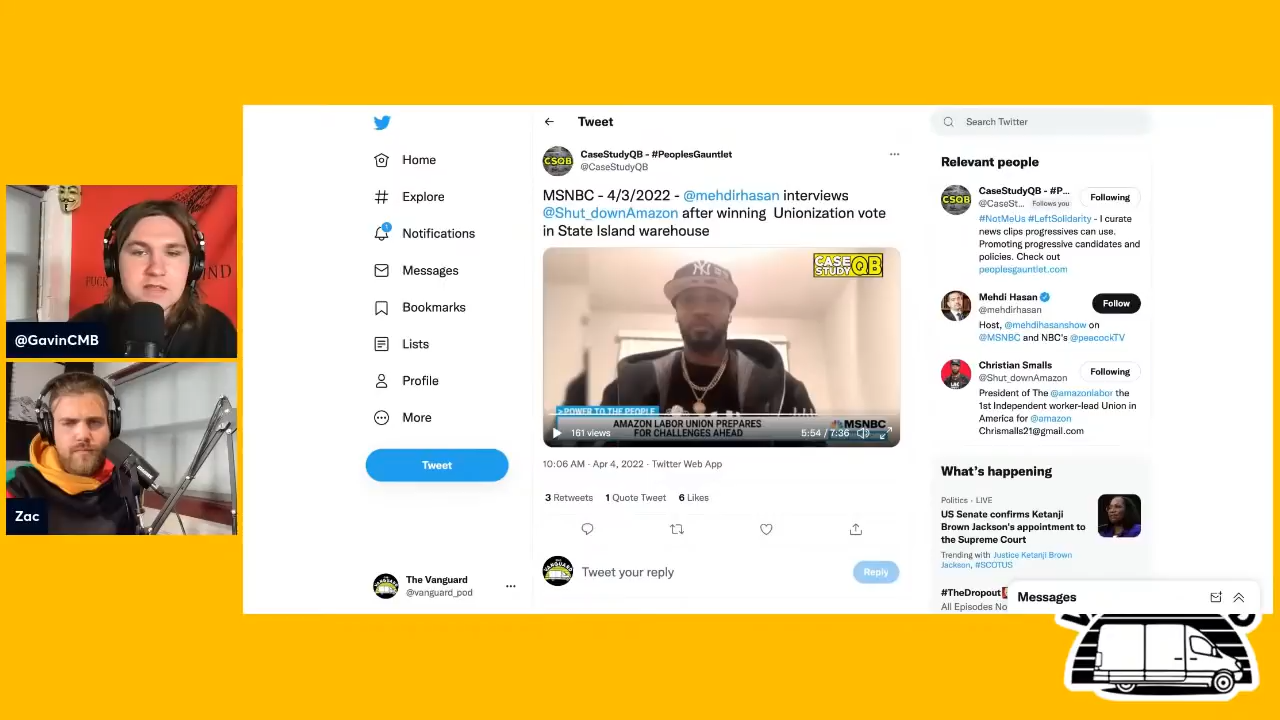 @GavinCMB
Zac
Home
Explore
1
Notifications
Messages
Bookmarks
Lists
Profile
More
Tweet
The Vanguard
@vanguard_pod
Tweet
CSQB
CaseStudyQB - #PeoplesGauntlet
@CaseStudyQB
MSNBC - 4/3/2022 - @mehdirhasan interviews
@Shut_downAmazon after winning Unionization vote
in State Island warehouse
CASE
STUDY QB
>POWER TO THE PEOPLE
AMAZON LABOR UNION PREPARES
FOR CHALLENGES AHEAD
MSNBC
161 views
5:54 / 7:36
10:06 AM · Apr 4, 2022 · Twitter Web App
3 Retweets 1 Quote Tweet 6 Likes
Tweet your reply
Reply
Search Twitter
Relevant people
CSQB
CaseStudyQB - #P...
@CaseSt... Follows you
Following
#NotMeUs #LeftSolidarity - I curate
news clips progressives can use.
Promoting progressive candidates and
policies. Check out
peoplesgauntlet.com
Mehdi Hasan
@mehdirhasan
Follow
Host, @mehdihasanshow on
@MSNBC and NBC's @peacockTV
Christian Smalls
@Shut_downAmazon
Following
President of The @amazonlabor the
1st Independent worker-lead Union in
America for @amazon
Chrismalls21@gmail.com
What's happening
Politics · LIVE
US Senate confirms Ketanji
Brown Jackson's appointment to
the Supreme Court
Trending with Justice Ketanji Brown
Jackson, #SCOTUS
#TheDropout
All Episodes No
Messages